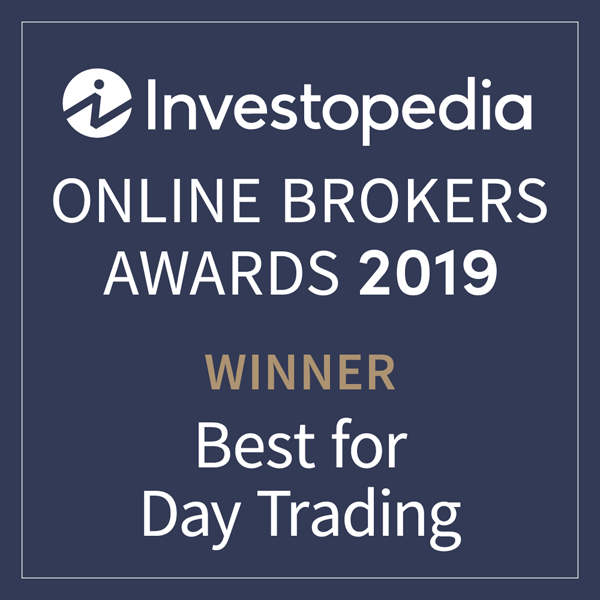 Investopedia
ONLINE BROKERS
AWARDS 2019
WINNER
Best for
Day Trading